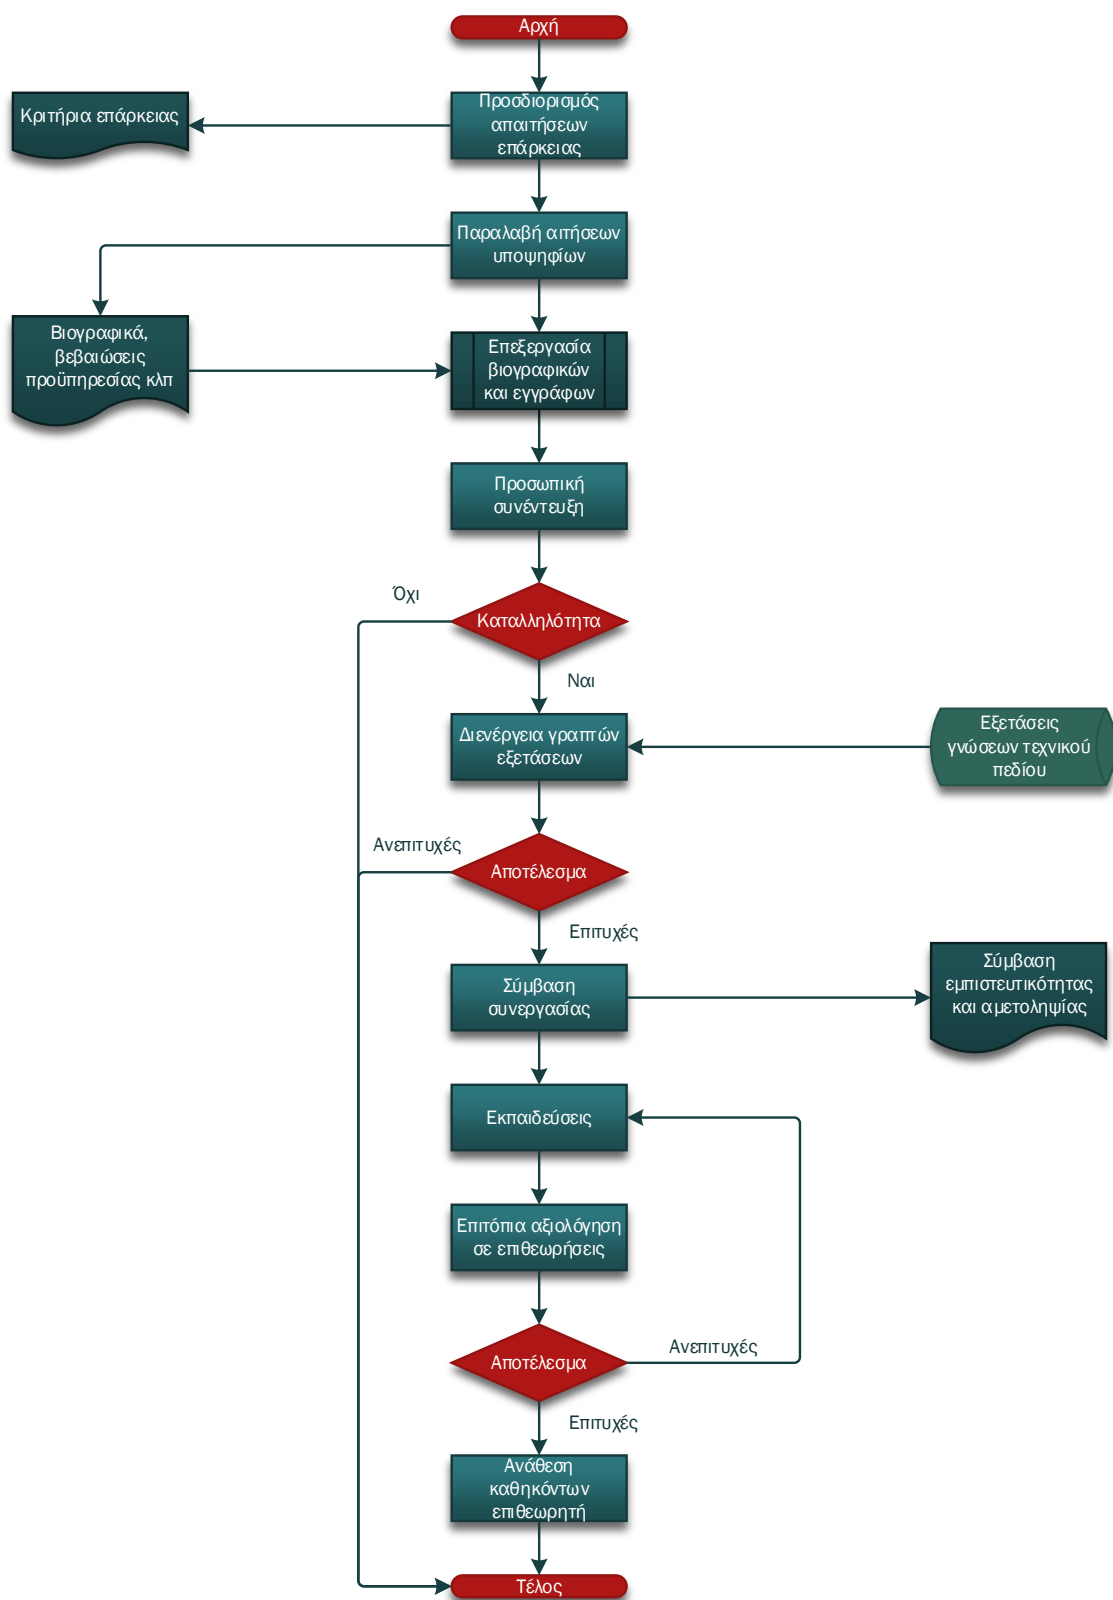 Αρχή
Προσδιορισμός
απαιτήσεων
επάρκειας
Κριτήρια επάρκειας
Παραλαβή αιτήσεων
υποψηφίων
Βιογραφικά,
βεβαιώσεις
προϋπηρεσίας κλπ
Επεξεργασία
βιογραφικών
και εγγράφων
Προσωπική
συνέντευξη
Όχι
Καταλληλότητα
Ναι
Διενέργεια γραπτών
εξετάσεων
Εξετάσεις
γνώσεων τεχνικού
πεδίου
Ανεπιτυχές
Αποτέλεσμα
Επιτυχές
Σύμβαση
συνεργασίας
Σύμβαση
εμπιστευτικότητας
και αμετοληψίας
Εκπαιδεύσεις
Επιτόπια αξιολόγηση
σε επιθεωρήσεις
Αποτέλεσμα
Ανεπιτυχές
Επιτυχές
Ανάθεση
καθηκόντων
επιθεωρητή
Τέλος